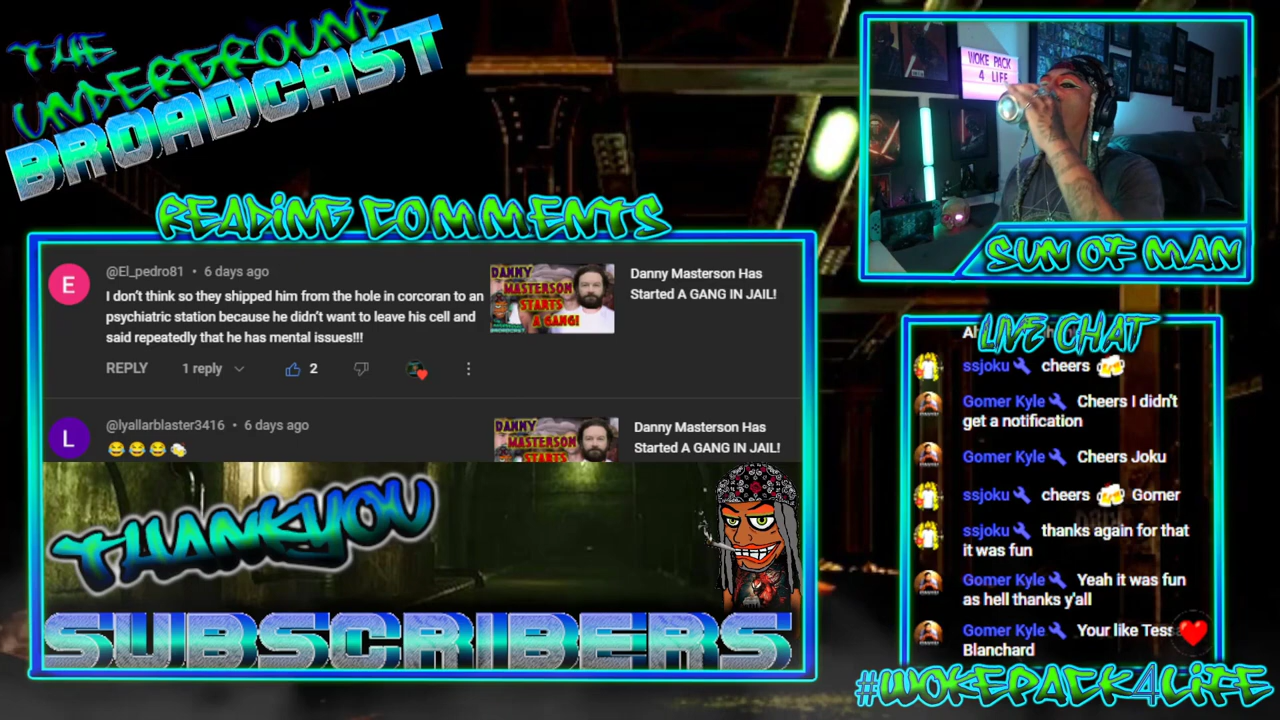 THE
UNDERGROUND
BROADCAST
READING COMMENTS
E
@El_pedro81 • 6 days ago
I don't think so they shipped him from the hole in corcoran to an
psychiatric station because he didn't want to leave his cell and
said repeatedly that he has mental issues!!!
REPLY 1 reply 2
DANNY
MASTERSON
STARTS
A GANG!
Danny Masterson Has
Started A GANG IN JAIL!
L
@lyallarblaster3416 • 6 days ago
😂😂😂🍻
DANNY
MASTERSON
STARTS
Danny Masterson Has
Started A GANG IN JAIL!
THANKYOU
SUBSCRIBERS
WOKE PACK
4 LIFE
SUN OF MAN
LIVE CHAT
ssjoku🔧 cheers 🍻
Gomer Kyle🔧 Cheers I didn't
get a notification
Gomer Kyle🔧 Cheers Joku
ssjoku🔧 cheers 🍻 Gomer
ssjoku🔧 thanks again for that
it was fun
Gomer Kyle🔧 Yeah it was fun
as hell thanks y'all
Gomer Kyle🔧 Your like Tess
Blanchard
#WOKEPACK4LIFE